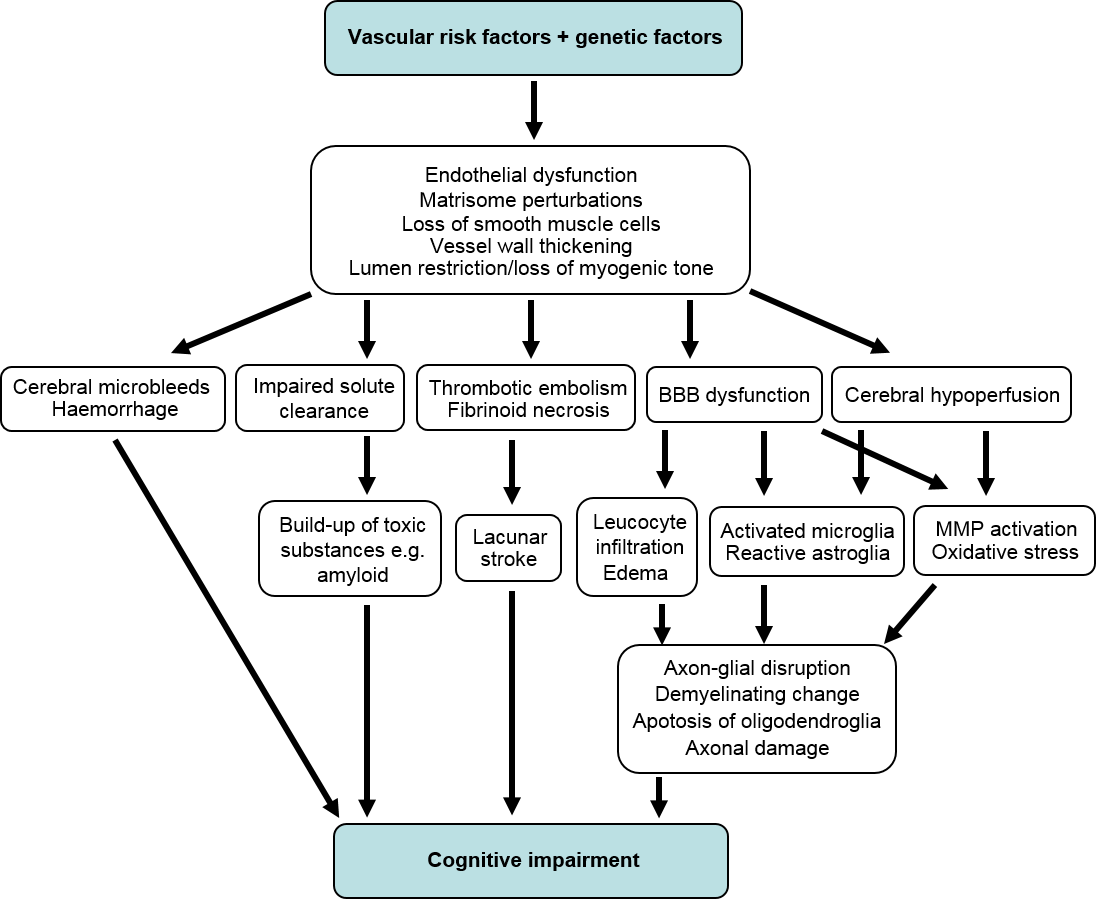 Vascular risk factors + genetic factors
Endothelial dysfunction
Matrisome perturbations
Loss of smooth muscle cells
Vessel wall thickening
Lumen restriction/loss of myogenic tone
Cerebral microbleeds
Haemorrhage
Impaired solute
clearance
Thrombotic embolism
Fibrinoid necrosis
BBB dysfunction
Cerebral hypoperfusion
Build-up of toxic
substances e.g.
amyloid
Lacunar
stroke
Leucocyte
infiltration
Edema
Activated microglia
Reactive astroglia
MMP activation
Oxidative stress
Axon-glial disruption
Demyelinating change
Apotosis of oligodendroglia
Axonal damage
Cognitive impairment